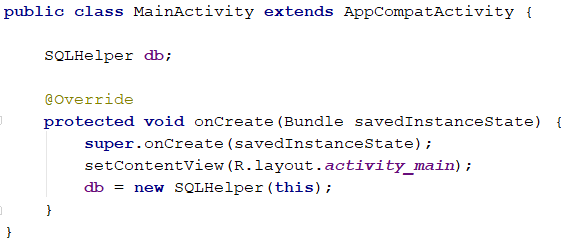 public class MainActivity extends AppCompatActivity {
SQLHelper db;
@Override
protected void onCreate(Bundle savedInstanceState) {
super.onCreate(savedInstanceState);
setContentView(R.layout.activity_main);
db = new SQLHelper(this);
}
}